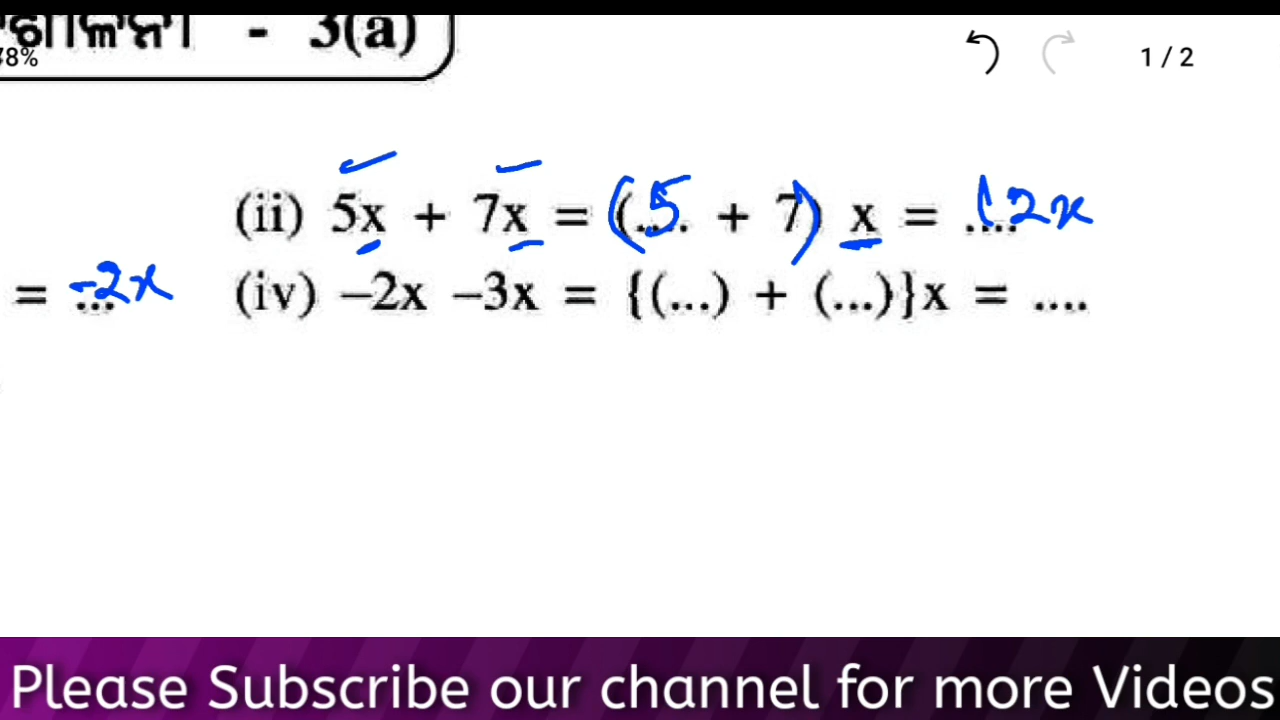 - 3(a)
78%
1 / 2
(ii) 5x + 7x = (5 + 7) x = 12x
= -2x (iv) –2x –3x = {(...) + (...)}x = ....
Please Subscribe our channel for more Videos